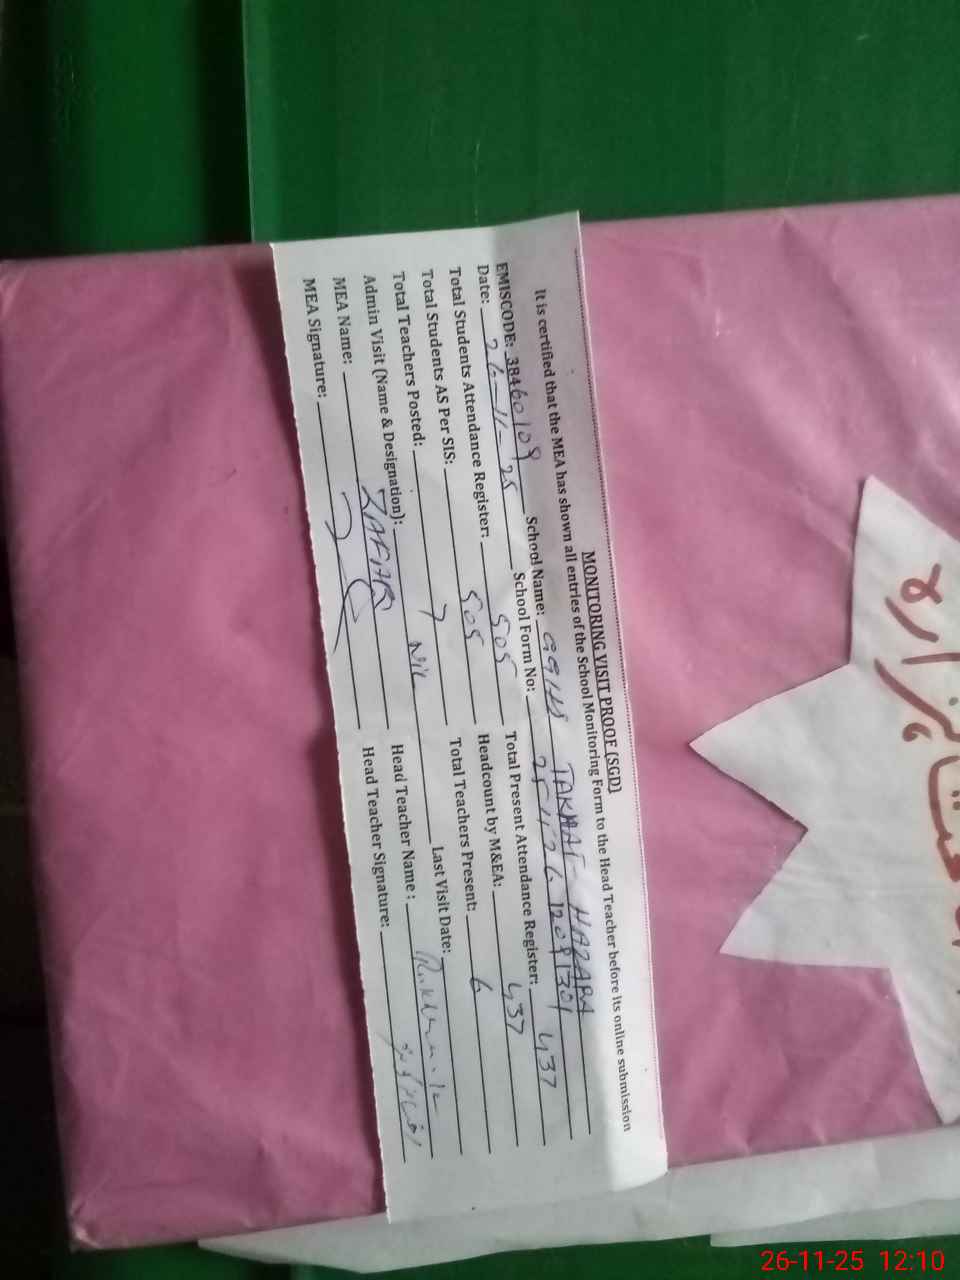 MONITORING VISIT PROOF (SGD)
It is certified that the MEA has shown all entries of the School Monitoring Form to the Head Teacher before its online submission
EMISCODE: 38460109 School Name: GGHS TAKHAT HAZARA
Date: 26-11-25 School Form No: 25112612091301
Total Students Attendance Register: 505 Total Present Attendance Register: 437
Total Students AS Per SIS: 505 Headcount by M&EA: 437
Total Teachers Posted: 7 Total Teachers Present: 6
Admin Visit (Name & Designation): Nil Last Visit Date:
MEA Name: ZAFAR Head Teacher Name:
MEA Signature: Head Teacher Signature:
26-11-25 12:10